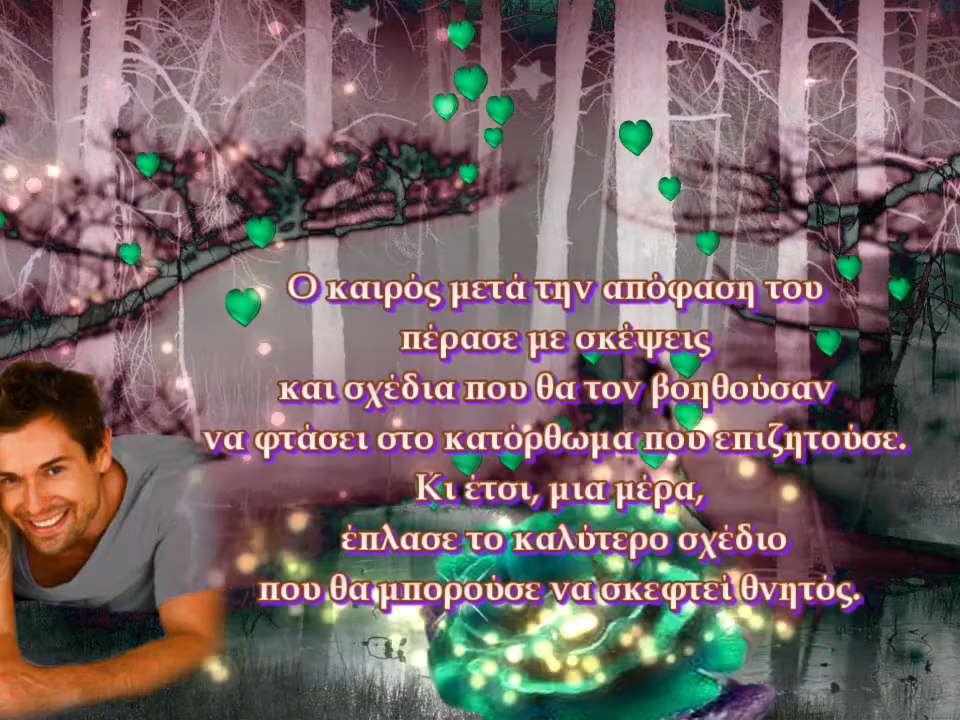 Ο καιρός μετά την απόφαση του
πέρασε με σκέψεις
και σχέδια που θα τον βοηθούσαν
να φτάσει στο κατόρθωμα που επιζητούσε.
Κι έτσι, μια μέρα,
έπλασε το καλύτερο σχέδιο
που θα μπορούσε να σκεφτεί θνητός.